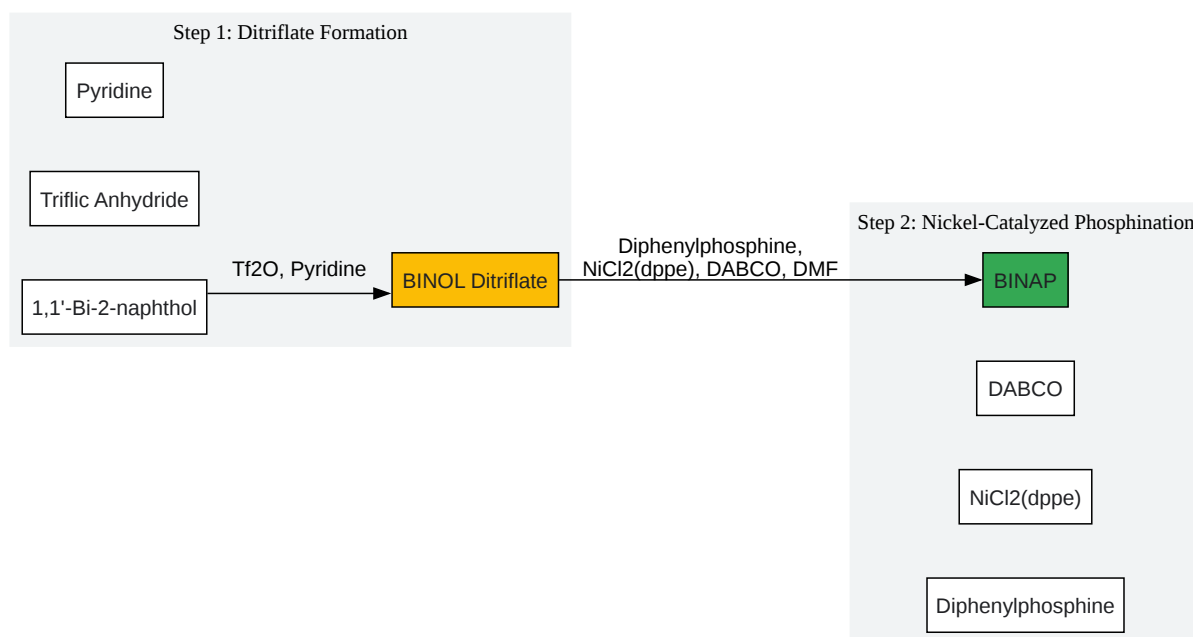 Step 1: Ditriflate Formation
Pyridine
Triflic Anhydride
1,1'-Bi-2-naphthol
Tf2O, Pyridine
BINOL Ditriflate
Diphenylphosphine,
NiCl2(dppe), DABCO, DMF
Step 2: Nickel-Catalyzed Phosphination
BINAP
DABCO
NiCl2(dppe)
Diphenylphosphine